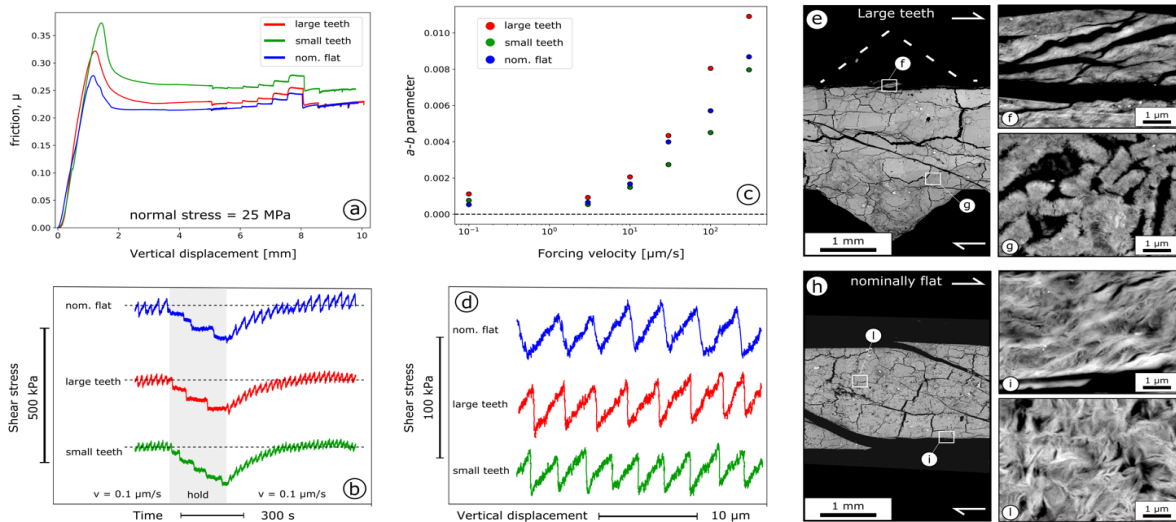 large teeth
small teeth
nom. flat
friction, μ
0.35
0.30
0.25
0.20
0.15
0.10
0.05
0.00
0
2
4
6
8
10
normal stress = 25 MPa
a
Vertical displacement [mm]
large teeth
small teeth
nom. flat
a-b parameter
0.010
0.008
0.006
0.004
0.002
0.000
c
10⁻¹
10⁰
10¹
10²
Forcing velocity [μm/s]
nom. flat
large teeth
small teeth
Shear stress
500 kPa
v = 0.1 μm/s
hold
v = 0.1 μm/s
b
Time
300 s
d
nom. flat
large teeth
small teeth
Shear stress
100 kPa
Vertical displacement
10 μm
e
Large teeth
f
g
1 mm
f
1 μm
g
1 μm
h
nominally flat
l
i
1 mm
i
1 μm
l
1 μm